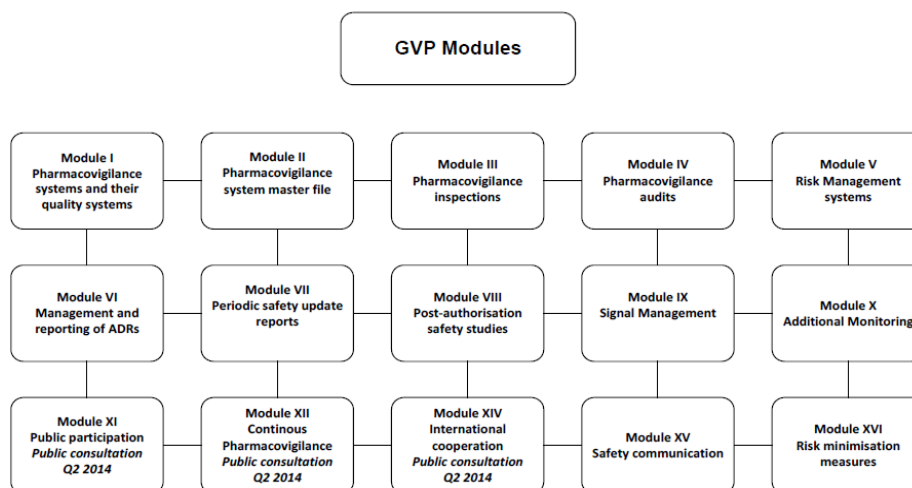 GVP Modules
Module I
Pharmacovigilance
systems and their
quality systems
Module II
Pharmacovigilance
system master file
Module III
Pharmacovigilance
inspections
Module IV
Pharmacovigilance
audits
Module V
Risk Management
systems
Module VI
Management and
reporting of ADRs
Module VII
Periodic safety update
reports
Module VIII
Post-authorisation
safety studies
Module IX
Signal Management
Module X
Additional Monitoring
Module XI
Public participation
Public consultation
Q2 2014
Module XII
Continous
Pharmacovigilance
Public consultation
Q2 2014
Module XIV
International
cooperation
Public consultation
Q2 2014
Module XV
Safety communication
Module XVI
Risk minimisation
measures